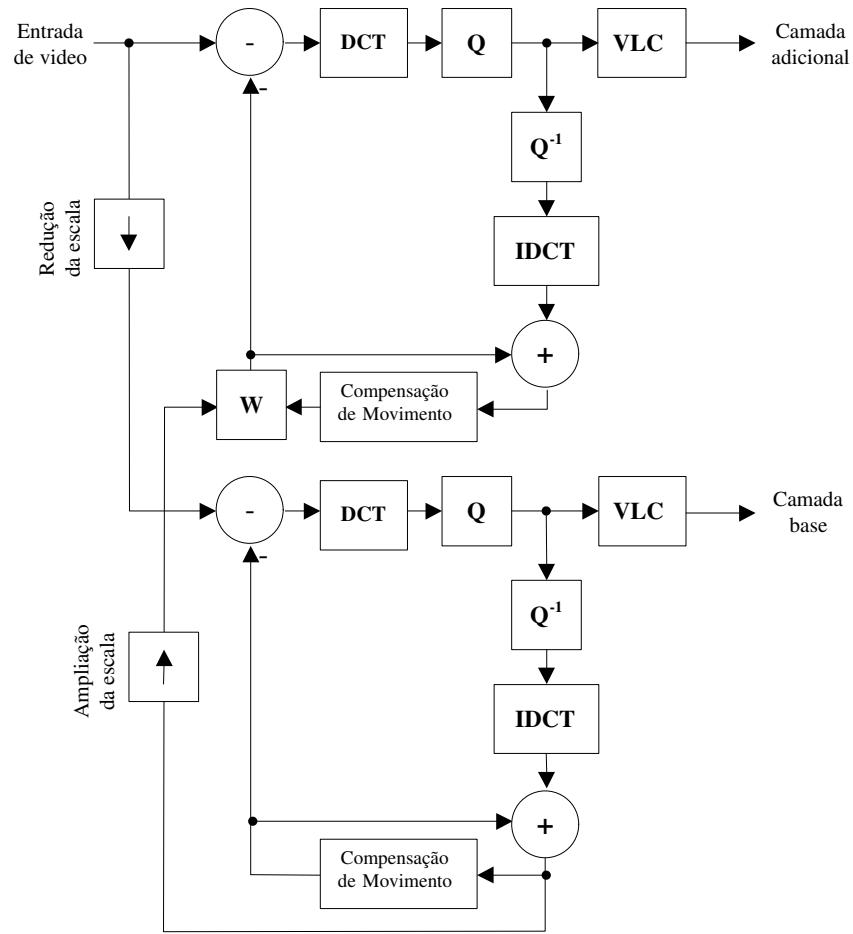 Entrada
de video
-
DCT
Q
VLC
Camada
adicional
-
Q-1
Redução
da escala
IDCT
+
W
Compensação
de Movimento
-
DCT
Q
VLC
Camada
base
-
Q-1
Ampliação
da escala
IDCT
+
Compensação
de Movimento